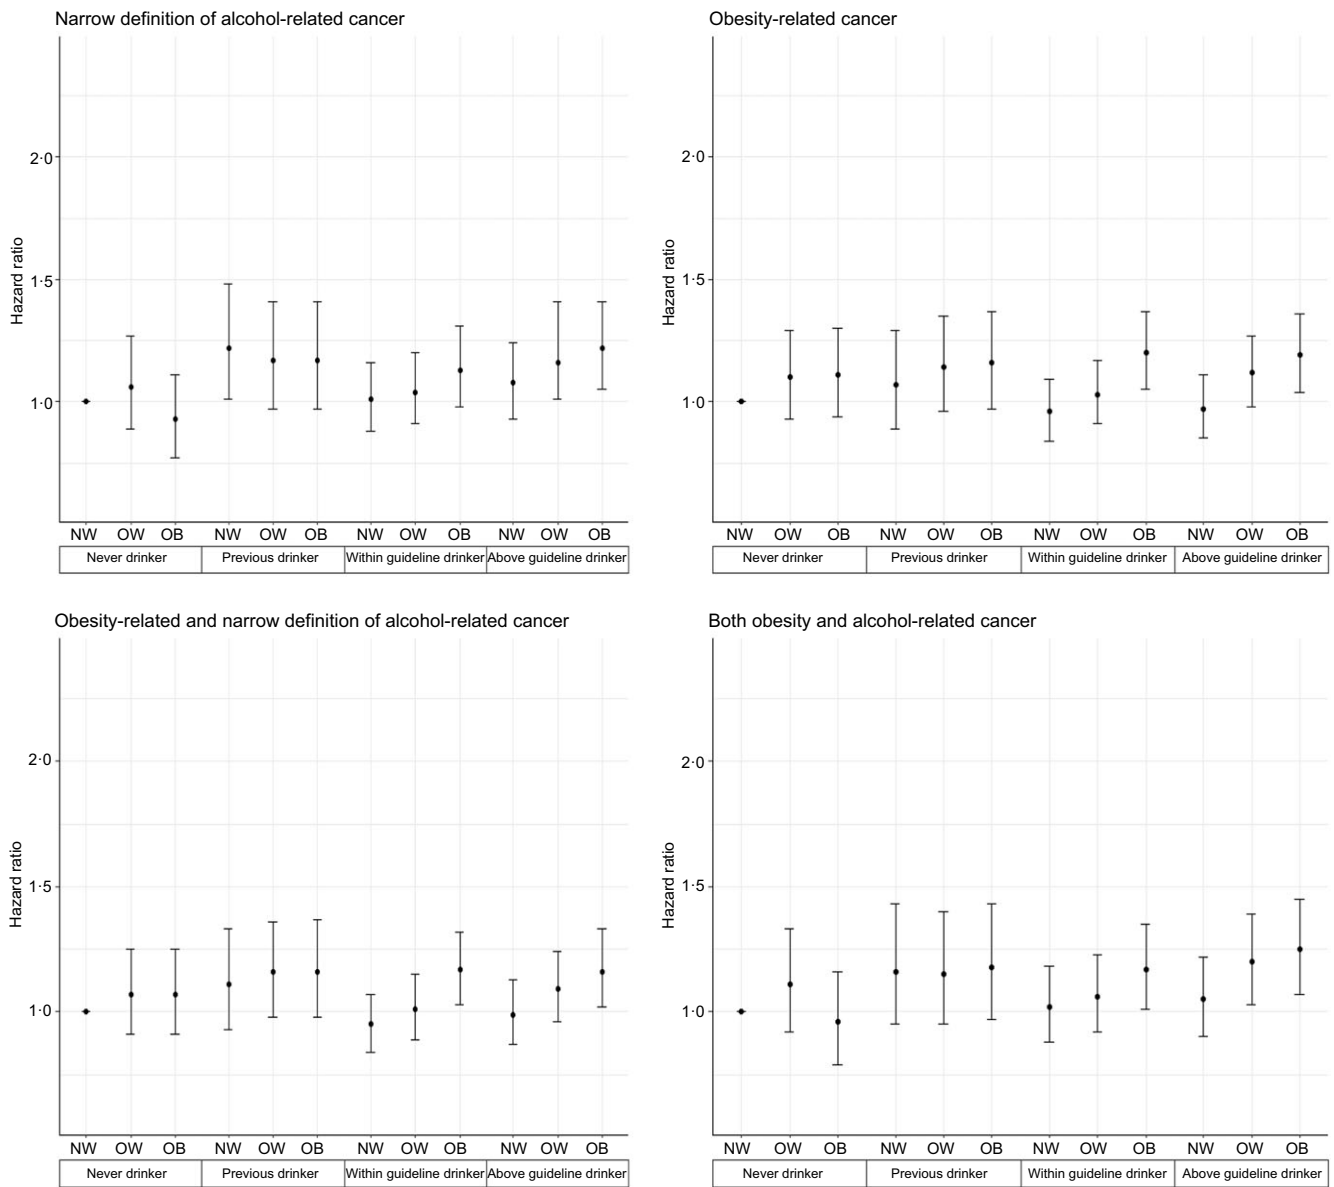 Narrow definition of alcohol-related cancer
Hazard ratio
2·0
1·5
1·0
NW OW OB NW OW OB NW OW OB NW OW OB
Never drinker Previous drinker Within guideline drinker Above guideline drinker
Obesity-related cancer
Hazard ratio
2·0
1·5
1·0
NW OW OB NW OW OB NW OW OB NW OW OB
Never drinker Previous drinker Within guideline drinker Above guideline drinker
Obesity-related and narrow definition of alcohol-related cancer
Hazard ratio
2·0
1·5
1·0
NW OW OB NW OW OB NW OW OB NW OW OB
Never drinker Previous drinker Within guideline drinker Above guideline drinker
Both obesity and alcohol-related cancer
Hazard ratio
2·0
1·5
1·0
NW OW OB NW OW OB NW OW OB NW OW OB
Never drinker Previous drinker Within guideline drinker Above guideline drinker